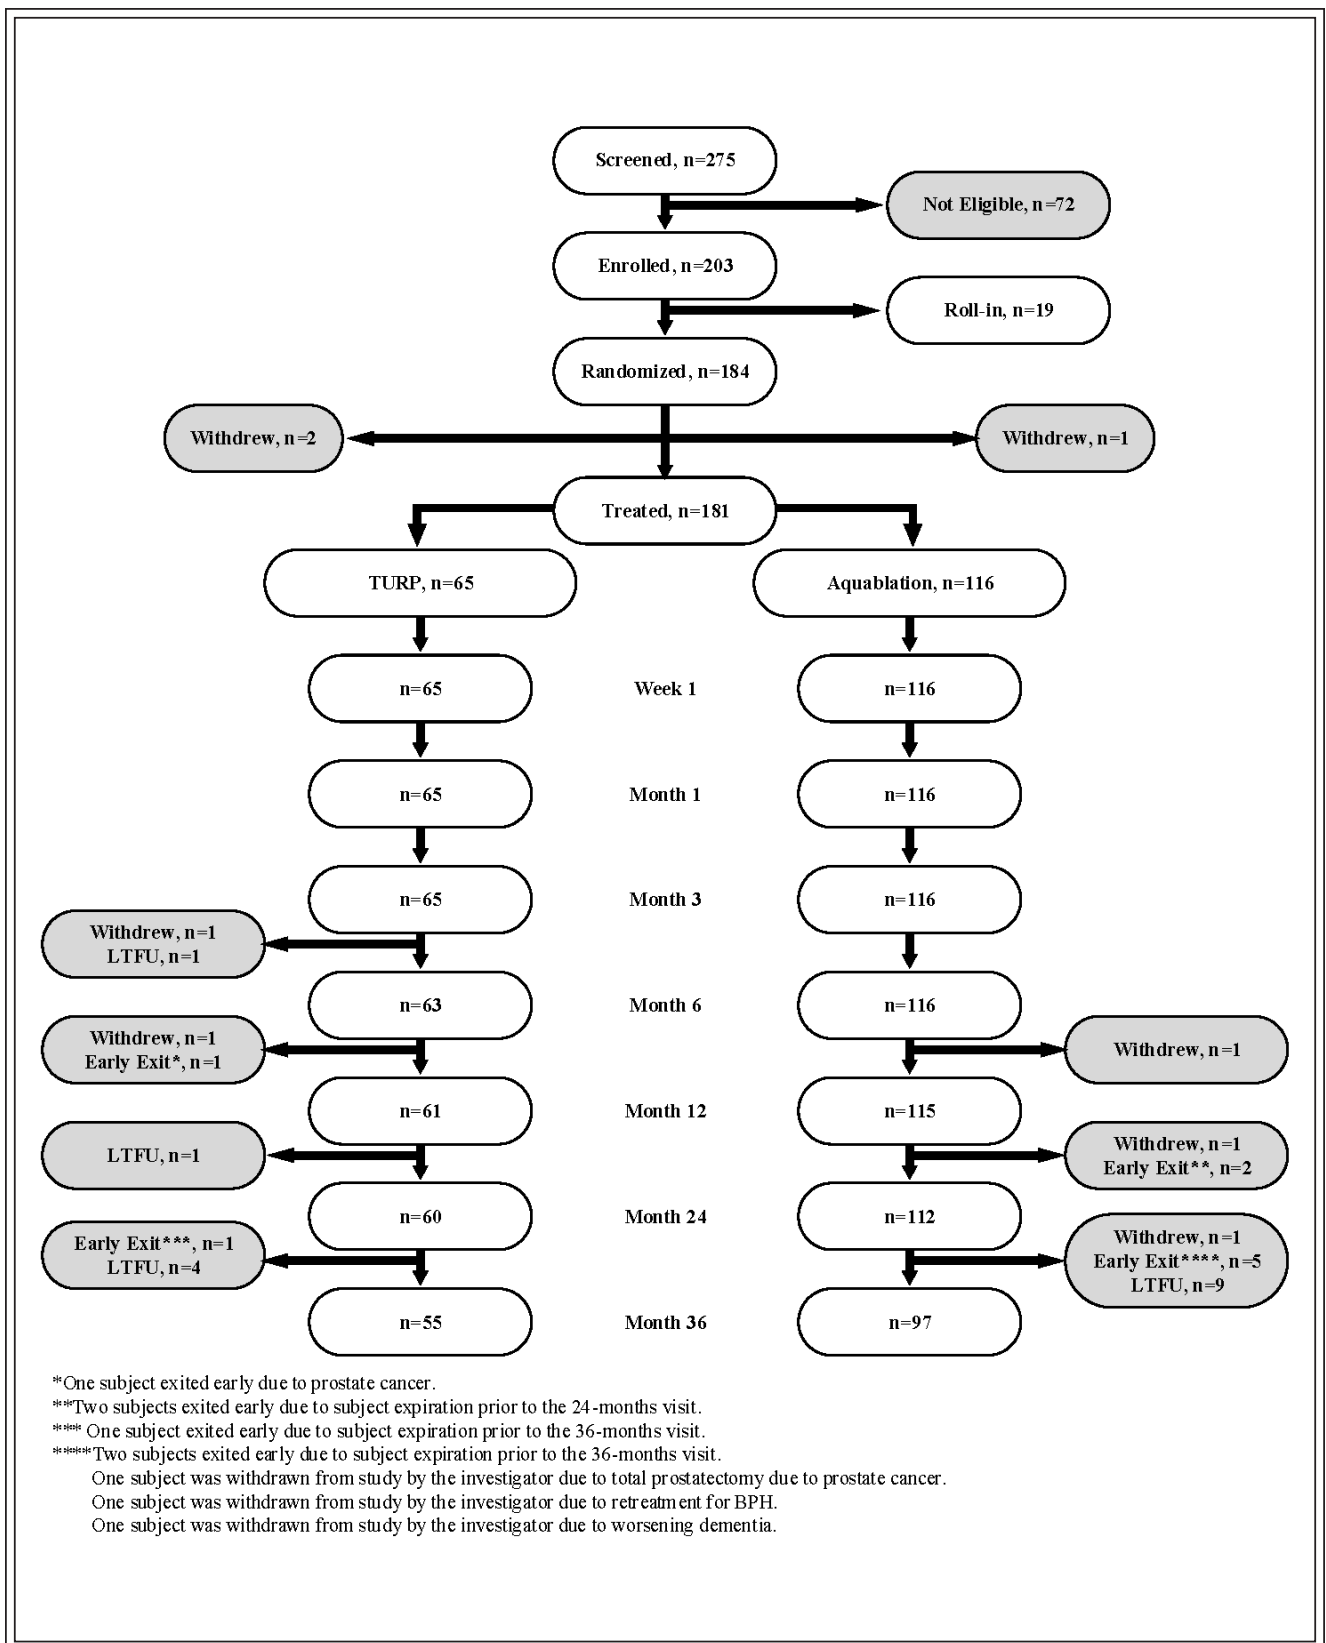 Screened, n=275
Not Eligible, n=72
Enrolled, n=203
Roll-in, n=19
Randomized, n=184
Withdrew, n=2
Withdrew, n=1
Treated, n=181
TURP, n=65
Aquablation, n=116
n=65
Week 1
n=116
n=65
Month 1
n=116
n=65
Month 3
n=116
Withdrew, n=1
LTFU, n=1
n=63
Month 6
n=116
Withdrew, n=1
Early Exit*, n=1
Withdrew, n=1
n=61
Month 12
n=115
LTFU, n=1
Withdrew, n=1
Early Exit**, n=2
n=60
Month 24
n=112
Early Exit***, n=1
LTFU, n=4
Withdrew, n=1
Early Exit****, n=5
LTFU, n=9
n=55
Month 36
n=97
*One subject exited early due to prostate cancer.
**Two subjects exited early due to subject expiration prior to the 24-months visit.
*** One subject exited early due to subject expiration prior to the 36-months visit.
****Two subjects exited early due to subject expiration prior to the 36-months visit.
One subject was withdrawn from study by the investigator due to total prostatectomy due to prostate cancer.
One subject was withdrawn from study by the investigator due to retreatment for BPH.
One subject was withdrawn from study by the investigator due to worsening dementia.